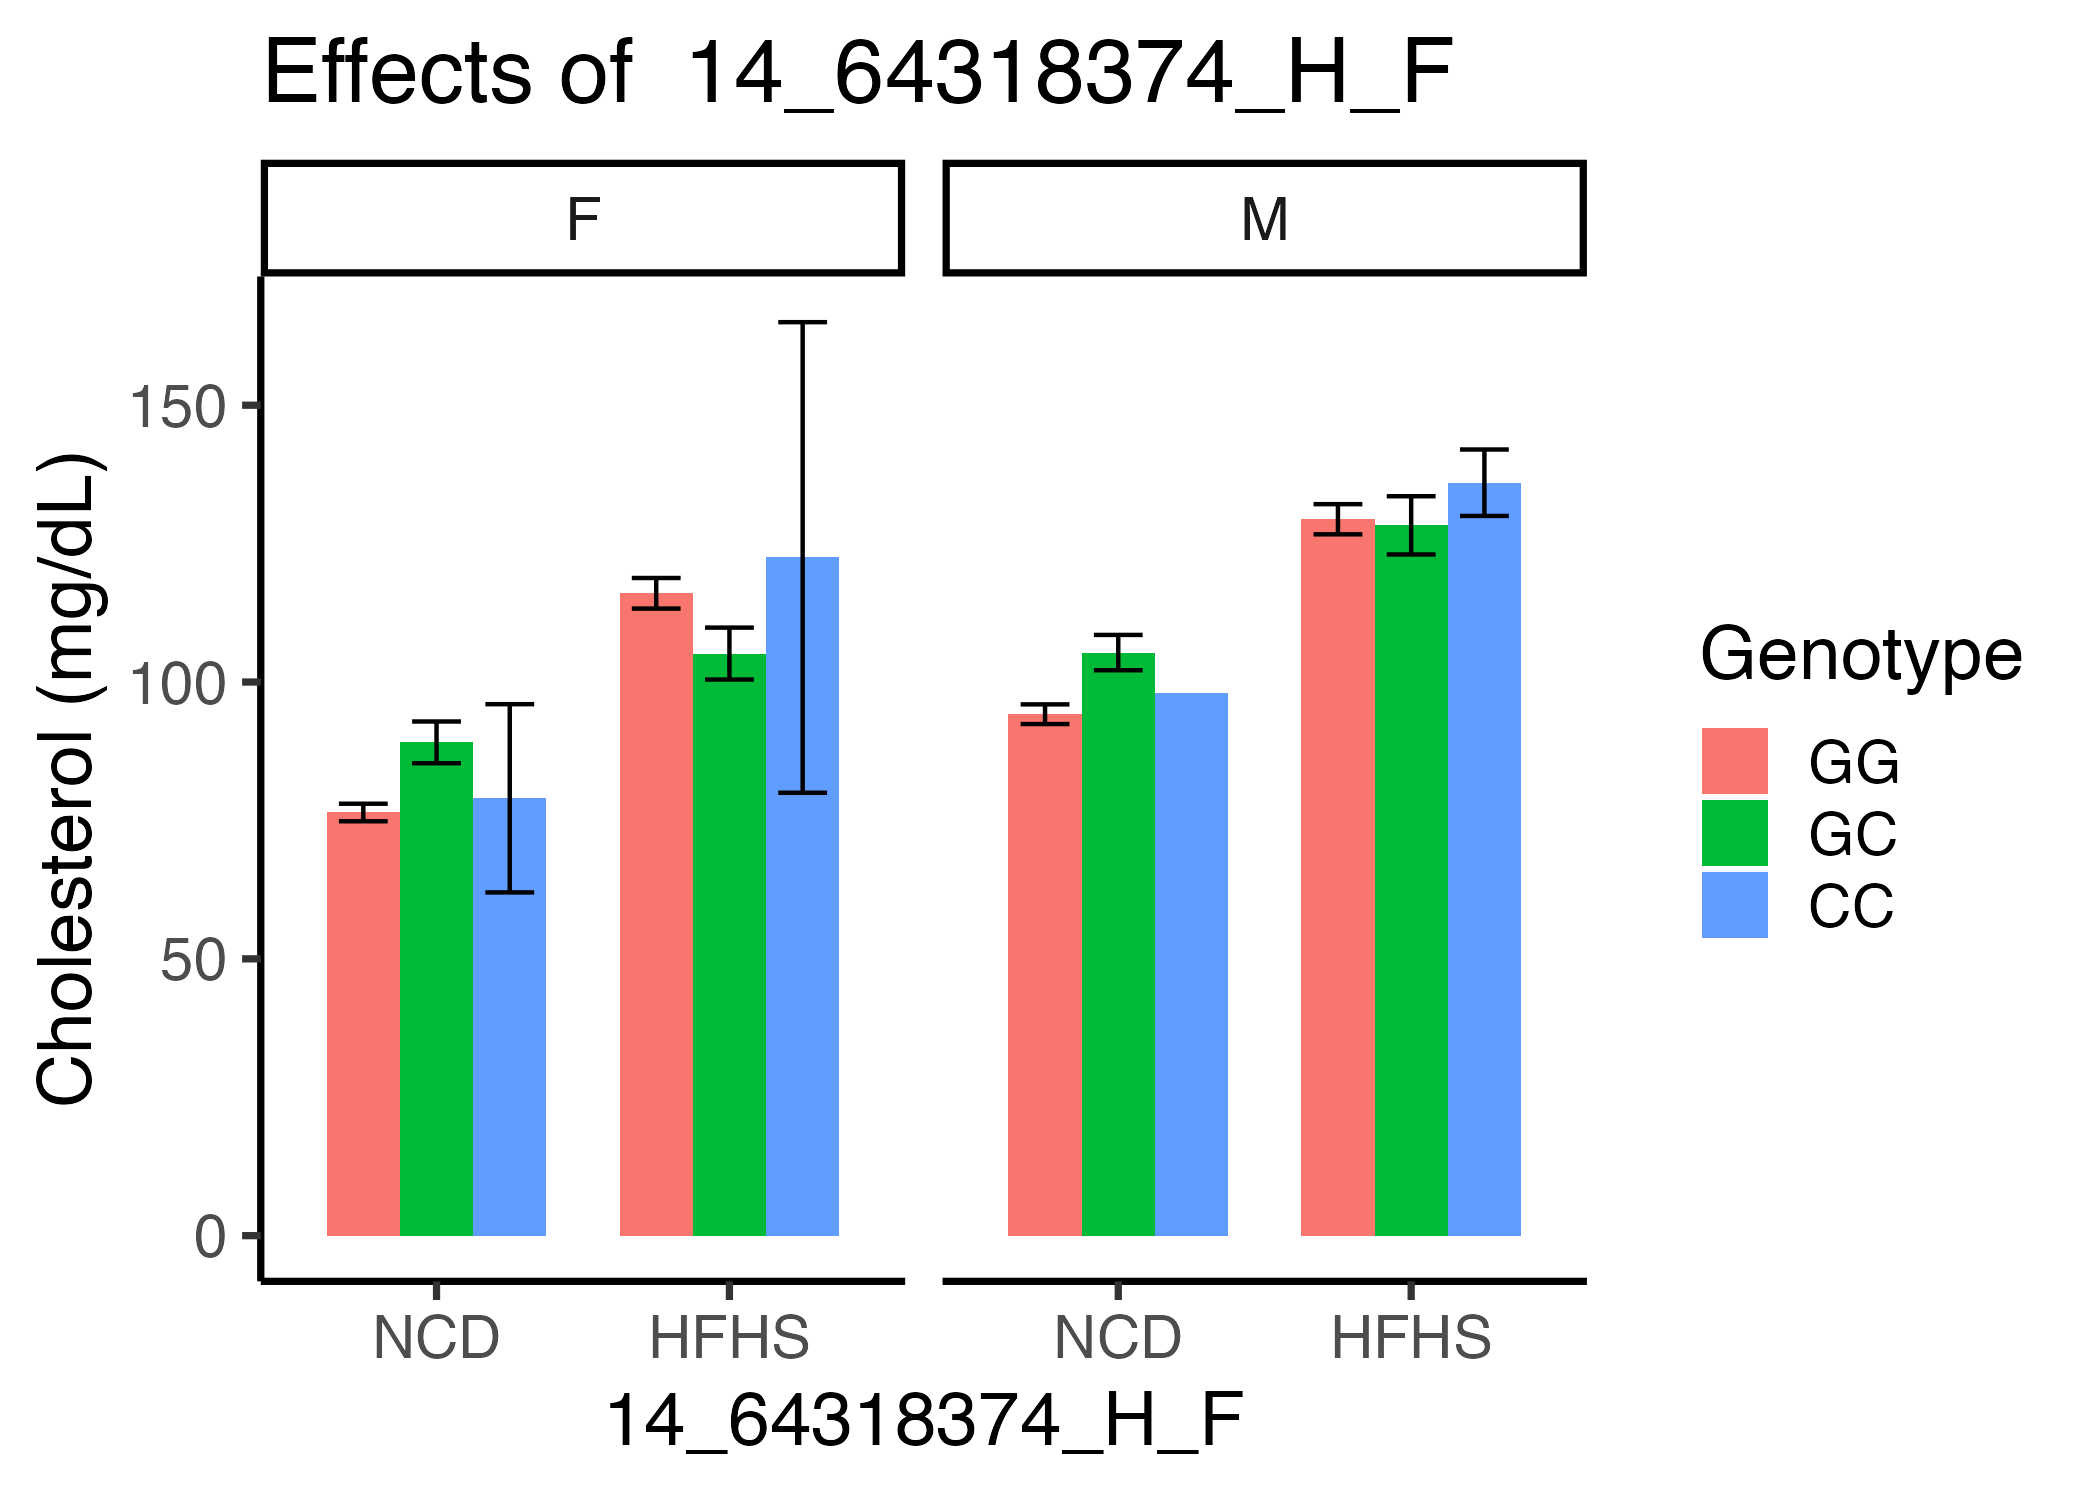 Effects of  14_64318374_H_F
F
M
Cholesterol (mg/dL)
150
100
50
0
NCD
HFHS
NCD
HFHS
14_64318374_H_F
Genotype
GG
GC
CC